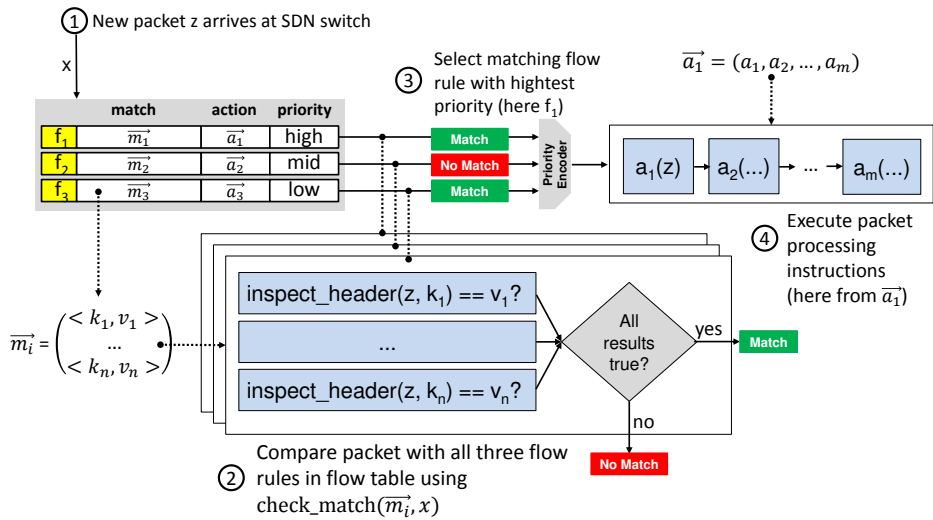 1 New packet z arrives at SDN switch
x
match action priority
f₁ m₁⃗ a₁⃗ high
f₂ m₂⃗ a₂⃗ mid
f₃ m₃⃗ a₃⃗ low
3 Select matching flow
rule with highest
priority (here f₁)
Match
No Match
Match
Priority
Encoder
a₁⃗ = (a₁, a₂, ..., aₘ)
a₁(z) a₂(...) ... aₘ(...)
4 Execute packet
processing
instructions
(here from a₁⃗)
mᵢ⃗ =
< k₁, v₁ >
...
< kₙ, vₙ >
inspect_header(z, k₁) == v₁?
...
inspect_header(z, kₙ) == vₙ?
All
results
true?
yes
Match
no
No Match
2 Compare packet with all three flow
rules in flow table using
check_match(mᵢ⃗, x)